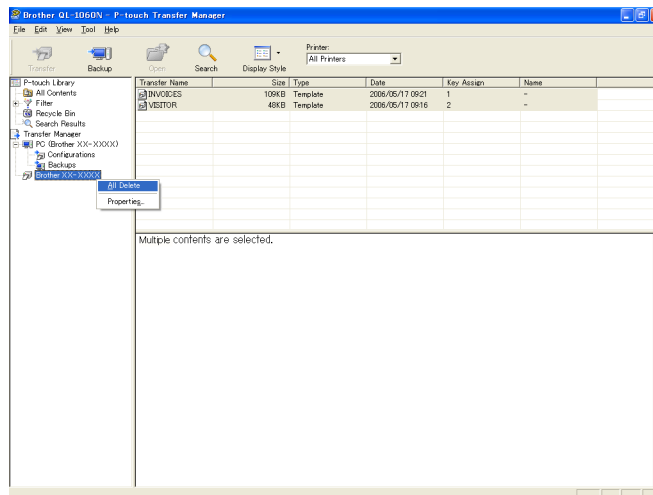 Brother QL-1060N - P-touch Transfer Manager
File Edit View Tool Help
Transfer Backup Open Search Display Style Printer: All Printers
P-touch Library
All Contents
Filter
Recycle Bin
Search Results
Transfer Manager
PC (Brother XX-XXXX)
Configurations
Backups
Brother XX-XXXX
All Delete
Properties...
Transfer Name Size Type Date Key Assign Name
INVOICES 109KB Template 2006/05/17 09:21 1 -
VISITOR 48KB Template 2006/05/17 09:16 2 -
Multiple contents are selected.